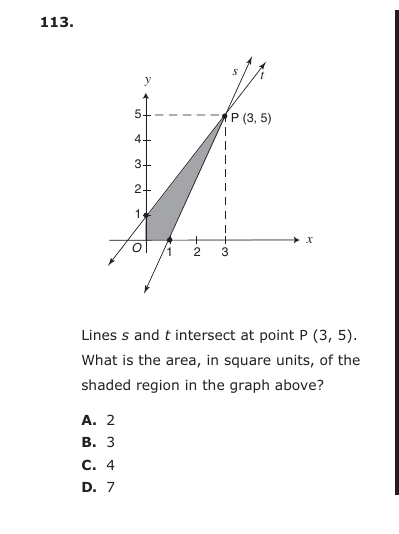 113.
y
s
t
5
P (3, 5)
4
3
2
1
O
1 2 3
x
Lines s and t intersect at point P (3, 5).
What is the area, in square units, of the
shaded region in the graph above?
A. 2
B. 3
C. 4
D. 7